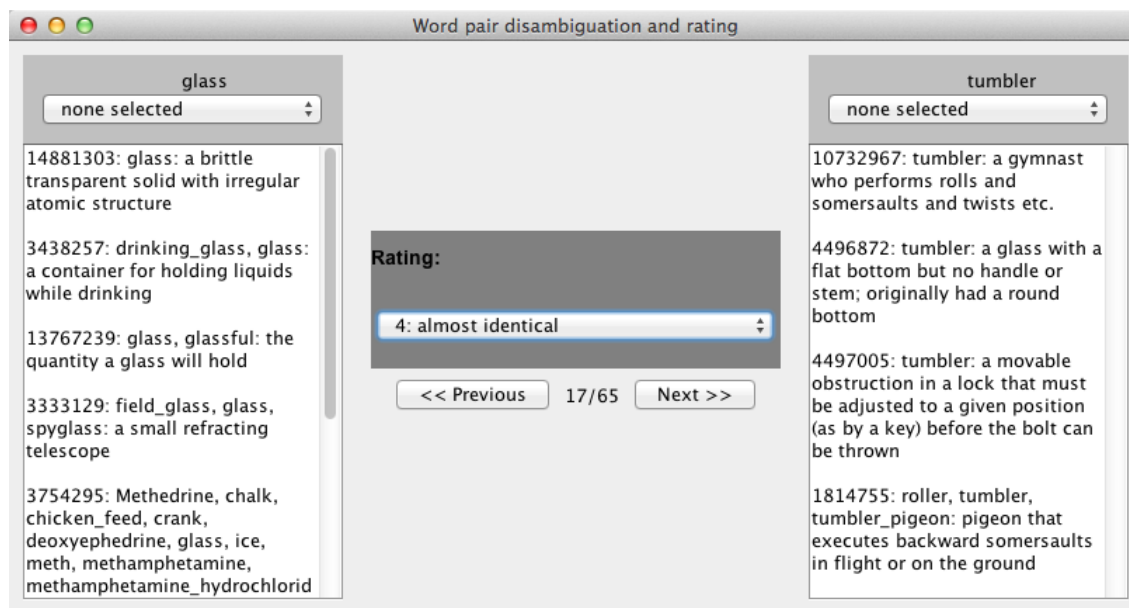 Word pair disambiguation and rating
glass
none selected
14881303: glass: a brittle
transparent solid with irregular
atomic structure
3438257: drinking_glass, glass:
a container for holding liquids
while drinking
13767239: glass, glassful: the
quantity a glass will hold
3333129: field_glass, glass,
spyglass: a small refracting
telescope
3754295: Methedrine, chalk,
chicken_feed, crank,
deoxyephedrine, glass, ice,
meth, methamphetamine,
methamphetamine_hydrochlorid
Rating:
4: almost identical
<< Previous 17/65 Next >>
tumbler
none selected
10732967: tumbler: a gymnast
who performs rolls and
somersaults and twists etc.
4496872: tumbler: a glass with a
flat bottom but no handle or
stem; originally had a round
bottom
4497005: tumbler: a movable
obstruction in a lock that must
be adjusted to a given position
(as by a key) before the bolt can
be thrown
1814755: roller, tumbler,
tumbler_pigeon: pigeon that
executes backward somersaults
in flight or on the ground